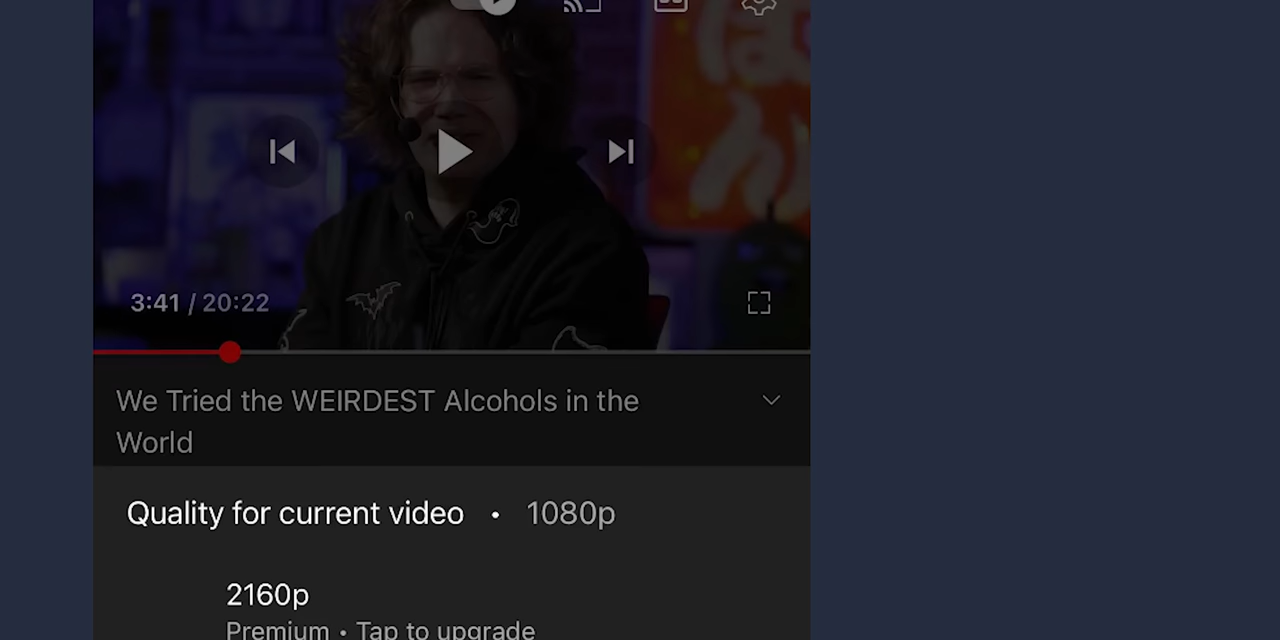 3:41 / 20:22
We Tried the WEIRDEST Alcohols in the
World
Quality for current video • 1080p
2160p
Premium • Tap to upgrade